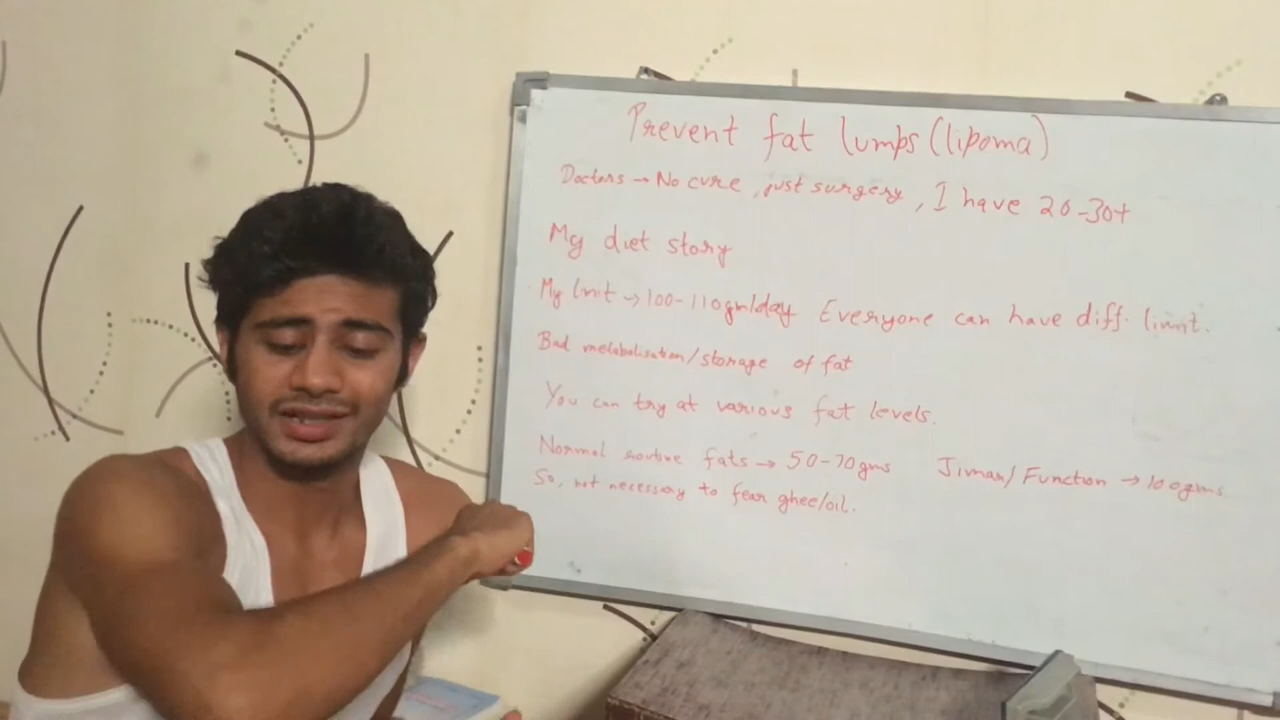 Prevent fat lumps (lipoma)
Doctors → No cure, just surgery, I have 20-30+
My diet story
My limit → 100-110gm/day Everyone can have diff. limit.
Bad metabolisation/storage of fat
You can try at various fat levels.
Normal routine fats → 50-70gms Jiman/Function → 100gms
So, not necessary to fear ghee/oil.